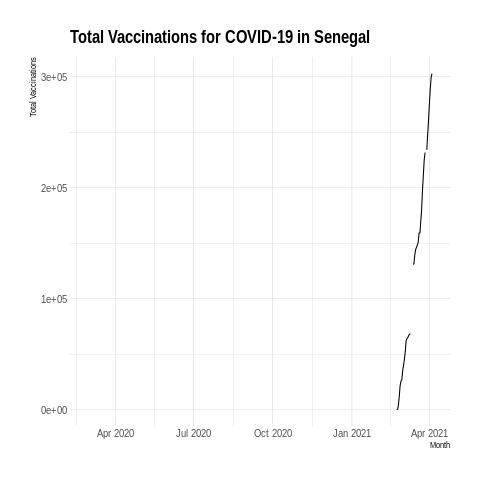 Total Vaccinations for COVID-19 in Senegal
Total Vaccinations
3e+05
2e+05
1e+05
0e+00
Apr 2020 Jul 2020 Oct 2020 Jan 2021 Apr 2021
Month